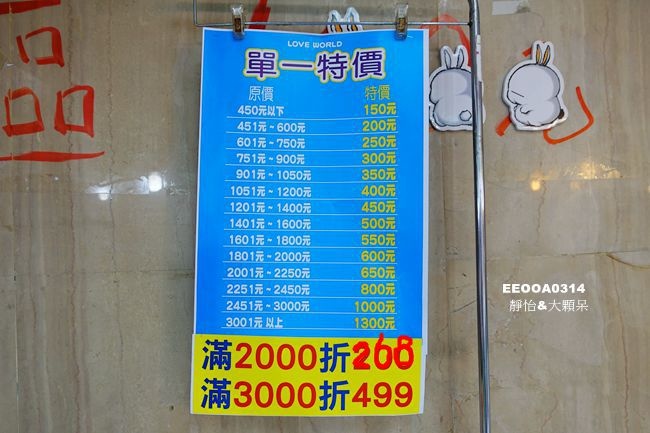 品
LOVE WORLD
單一特價
原價 特價
450元以下 150元
451元~600元 200元
601元~750元 250元
751元~900元 300元
901元~1050元 350元
1051元~1200元 400元
1201元~1400元 450元
1401元~1600元 500元
1601元~1800元 550元
1801元~2000元 600元
2001元~2250元 650元
2251元~2450元 800元
2451元~3000元 1000元
3001元 以上 1300元
滿2000折268
滿3000折499
EEOOA0314
靜怡&大顆呆